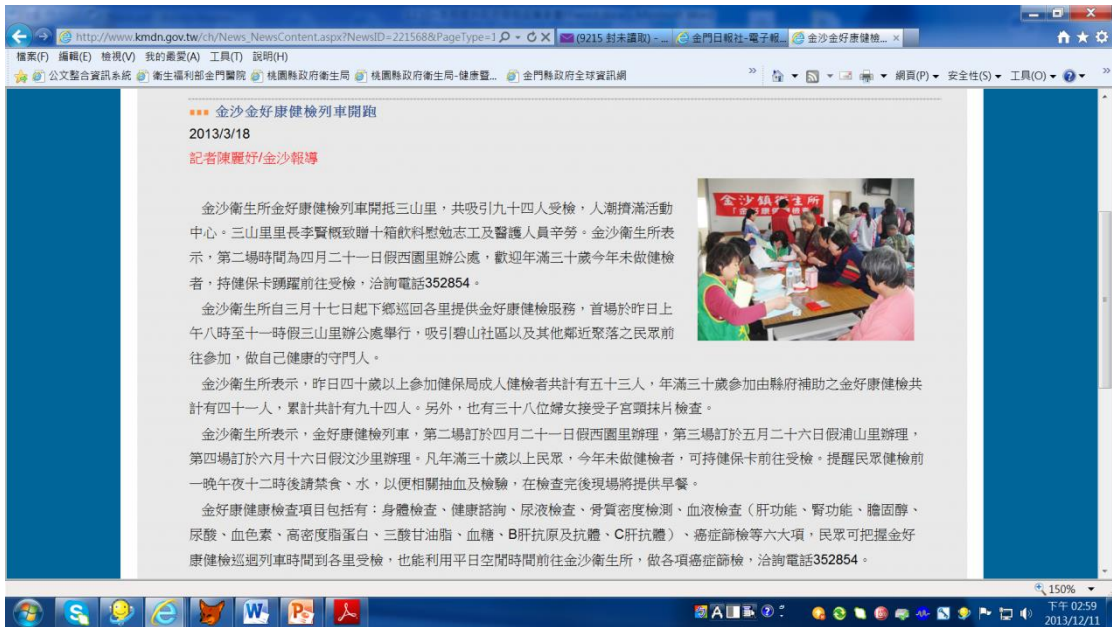 http://www.kmdn.gov.tw/ch/News_NewsContent.aspx?NewsID=221568&PageType=1
(9215 封未讀取) - ...
金門日報社-電子報...
金沙金好康健檢...
檔案(F) 編輯(E) 檢視(V) 我的最愛(A) 工具(T) 說明(H)
公文整合資訊系統 衛生福利部金門醫院 桃園縣政府衛生局 桃園縣政府衛生局-健康暨... 金門縣政府全球資訊網
網頁(P) 安全性(S) 工具(O)
金沙金好康健檢列車開跑
2013/3/18
記者陳麗妤/金沙報導
金沙衛生所金好康健檢列車開抵三山里，共吸引九十四人受檢，人潮擠滿活動
中心。三山里里長李賢概致贈十箱飲料慰勉志工及醫護人員辛勞。金沙衛生所表
示，第二場時間為四月二十一日假西園里辦公處，歡迎年滿三十歲今年未做健檢
者，持健保卡踴躍前往受檢，洽詢電話352854。
金沙衛生所自三月十七日起下鄉巡回各里提供金好康健檢服務，首場於昨日上
午八時至十一時假三山里辦公處舉行，吸引碧山社區以及其他鄰近聚落之民眾前
往參加，做自己健康的守門人。
金沙衛生所表示，昨日四十歲以上參加健保局成人健檢者共計有五十三人，年滿三十歲參加由縣府補助之金好康健檢共
計有四十一人，累計共計有九十四人。另外，也有三十八位婦女接受子宮頸抹片檢查。
金沙衛生所表示，金好康健檢列車，第二場訂於四月二十一日假西園里辦理，第三場訂於五月二十六日假浦山里辦理，
第四場訂於六月十六日假汶沙里辦理。凡年滿三十歲以上民眾，今年未做健檢者，可持健保卡前往受檢。提醒民眾健檢前
一晚午夜十二時後請禁食、水，以便相關抽血及檢驗，在檢查完後現場將提供早餐。
金好康健康檢查項目包括有：身體檢查、健康諮詢、尿液檢查、骨質密度檢測、血液檢查（肝功能、腎功能、膽固醇、
尿酸、血色素、高密度脂蛋白、三酸甘油脂、血糖、B肝抗原及抗體、C肝抗體）、癌症篩檢等六大項，民眾可把握金好
康健檢巡迴列車時間到各里受檢，也能利用平日空閒時間前往金沙衛生所，做各項癌症篩檢，洽詢電話352854。
金沙鎮衛生所
150%
下午 02:59
2013/12/11